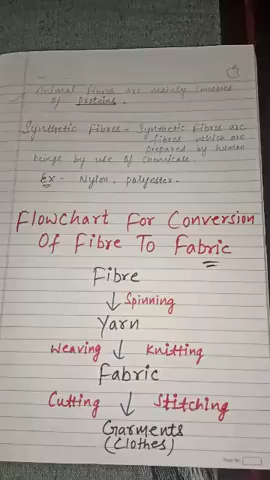 Animal fibres are mainly
of Proteins.
Synthetic Fibres - Synthetic Fibres are
fibres which are
prepared by human
beings by use of chemicals.
Ex - Nylon, polyester.
Flowchart For Conversion
Of Fibre To Fabric
Fibre
↓ Spinning
Yarn
Weaving ↓ Knitting
Fabric
Cutting ↓ Stitching
Garments
(Clothes)